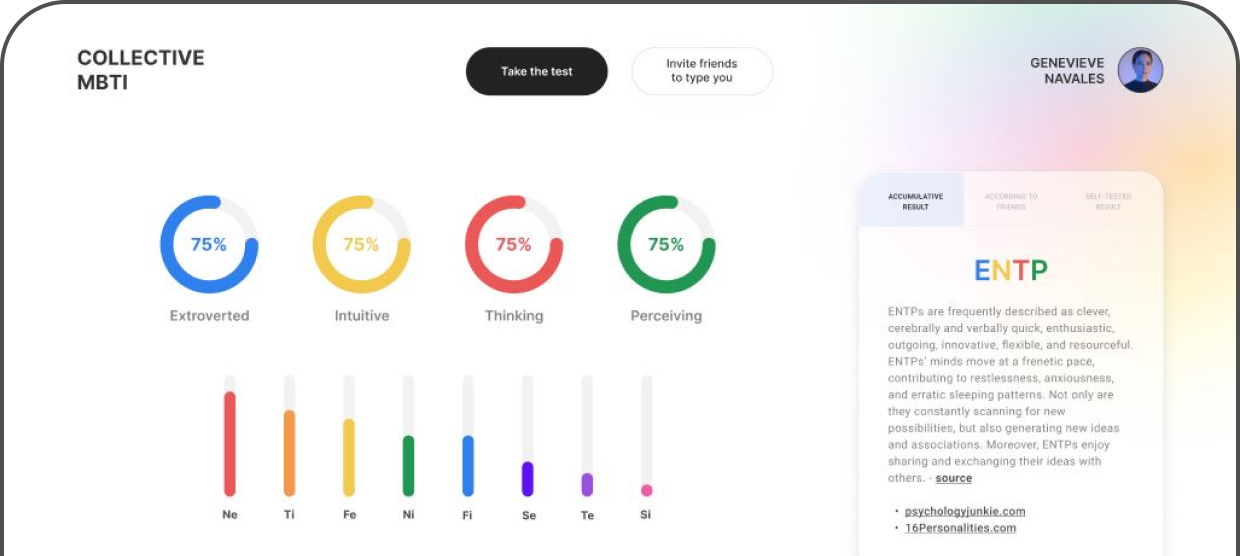 COLLECTIVE
MBTI
Take the test
Invite friends
to type you
GENEVIEVE
NAVALES
75%
75%
75%
75%
Extroverted
Intuitive
Thinking
Perceiving
Ne
Ti
Fe
Ni
Fi
Se
Te
Si
ACCUMULATIVE
RESULT
ACCORDING TO
FRIENDS
SELF-TESTED
RESULT
ENTP
ENTPs are frequently described as clever,
cerebrally and verbally quick, enthusiastic,
outgoing, innovative, flexible, and resourceful.
ENTPs' minds move at a frenetic pace,
contributing to restlessness, anxiousness,
and erratic sleeping patterns. Not only are
they constantly scanning for new
possibilities, but also generating new ideas
and associations. Moreover, ENTPs enjoy
sharing and exchanging their ideas with
others. - source
• psychologyjunkie.com
• 16Personalities.com